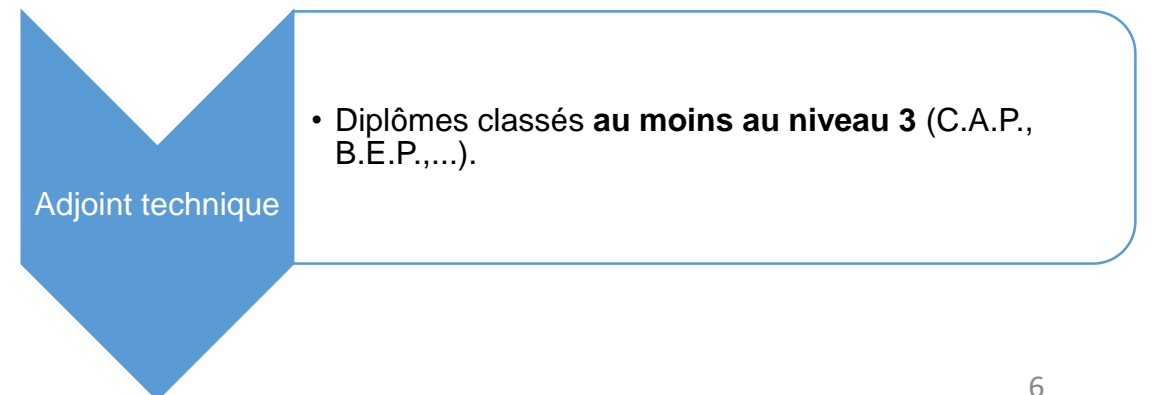 • Diplômes classés au moins au niveau 3 (C.A.P.,
B.E.P.,...).
Adjoint technique
6